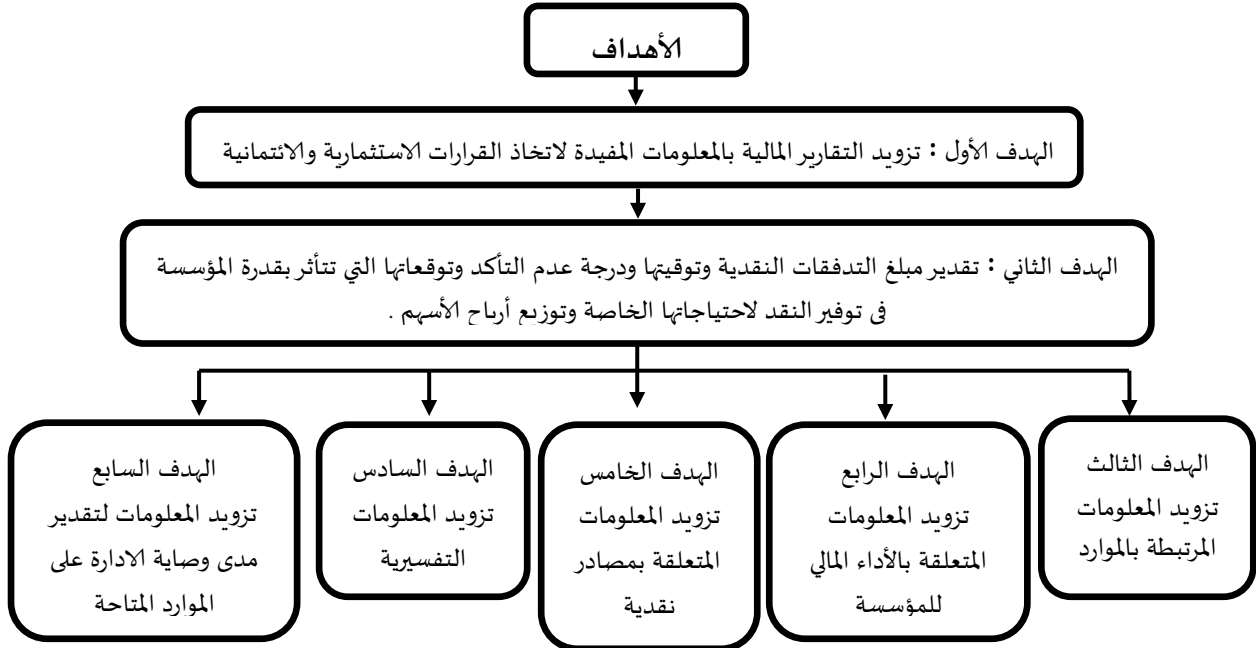 الأهداف
الهدف الأول : تزويد التقارير المالية بالمعلومات المفيدة لاتخاذ القرارات الاستثمارية والائتمانية
الهدف الثاني : تقدير مبلغ التدفقات النقدية وتوقيتها ودرجة عدم التأكد وتوقعاتها التي تتأثر بقدرة المؤسسة
في توفير النقد لاحتياجاتها الخاصة وتوزيع أرباح الأسهم .
الهدف الثالث
تزويد المعلومات
المرتبطة بالموارد
الهدف الرابع
تزويد المعلومات
المتعلقة بالأداء المالي
للمؤسسة
الهدف الخامس
تزويد المعلومات
المتعلقة بمصادر
نقدية
الهدف السادس
تزويد المعلومات
التفسيرية
الهدف السابع
تزويد المعلومات لتقدير
مدى وصاية الادارة على
الموارد المتاحة